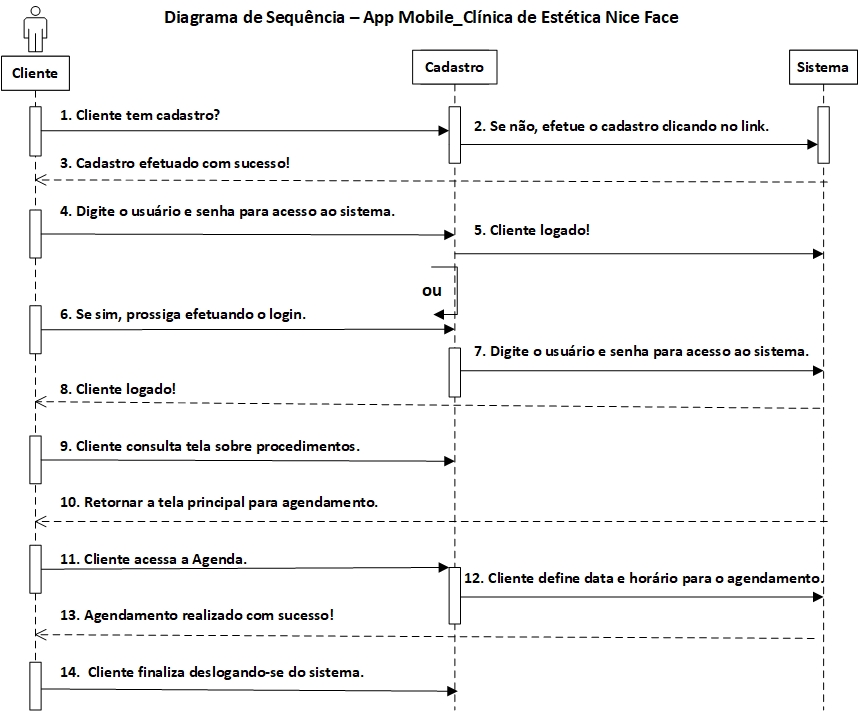 Diagrama de Sequência – App Mobile_Clínica de Estética Nice Face
Cliente
Cadastro
Sistema
1. Cliente tem cadastro?
2. Se não, efetue o cadastro clicando no link.
3. Cadastro efetuado com sucesso!
4. Digite o usuário e senha para acesso ao sistema.
5. Cliente logado!
ou
6. Se sim, prossiga efetuando o login.
7. Digite o usuário e senha para acesso ao sistema.
8. Cliente logado!
9. Cliente consulta tela sobre procedimentos.
10. Retornar a tela principal para agendamento.
11. Cliente acessa a Agenda.
12. Cliente define data e horário para o agendamento.
13. Agendamento realizado com sucesso!
14. Cliente finaliza deslogando-se do sistema.